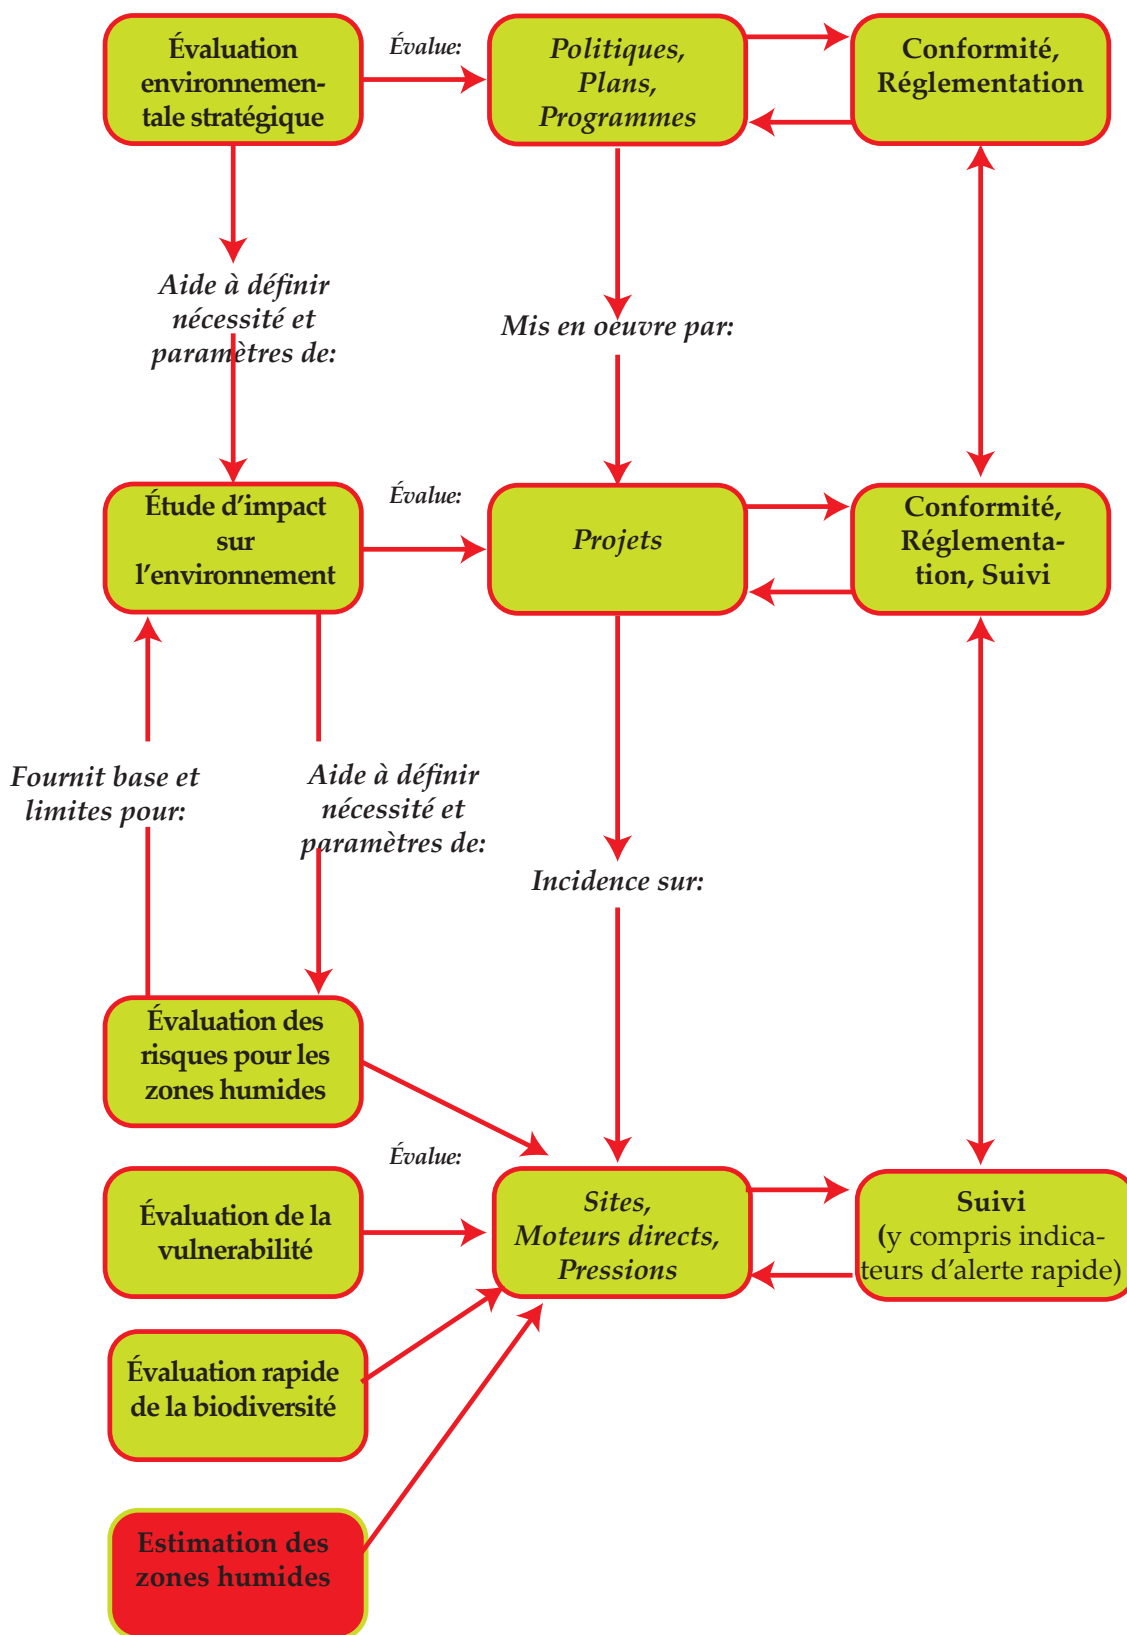 Évaluation
environnemen-
tale stratégique
Évalue:
Politiques,
Plans,
Programmes
Conformité,
Réglementation
Aide à définir
nécessité et
paramètres de:
Mis en oeuvre par:
Étude d'impact
sur
l'environnement
Évalue:
Projets
Conformité,
Réglementa-
tion, Suivi
Fournit base et
limites pour:
Aide à définir
nécessité et
paramètres de:
Incidence sur:
Évaluation des
risques pour les
zones humides
Évalue:
Évaluation de la
vulnerabilité
Sites,
Moteurs directs,
Pressions
Suivi
(y compris indica-
teurs d'alerte rapide)
Évaluation rapide
de la biodiversité
Estimation des
zones humides